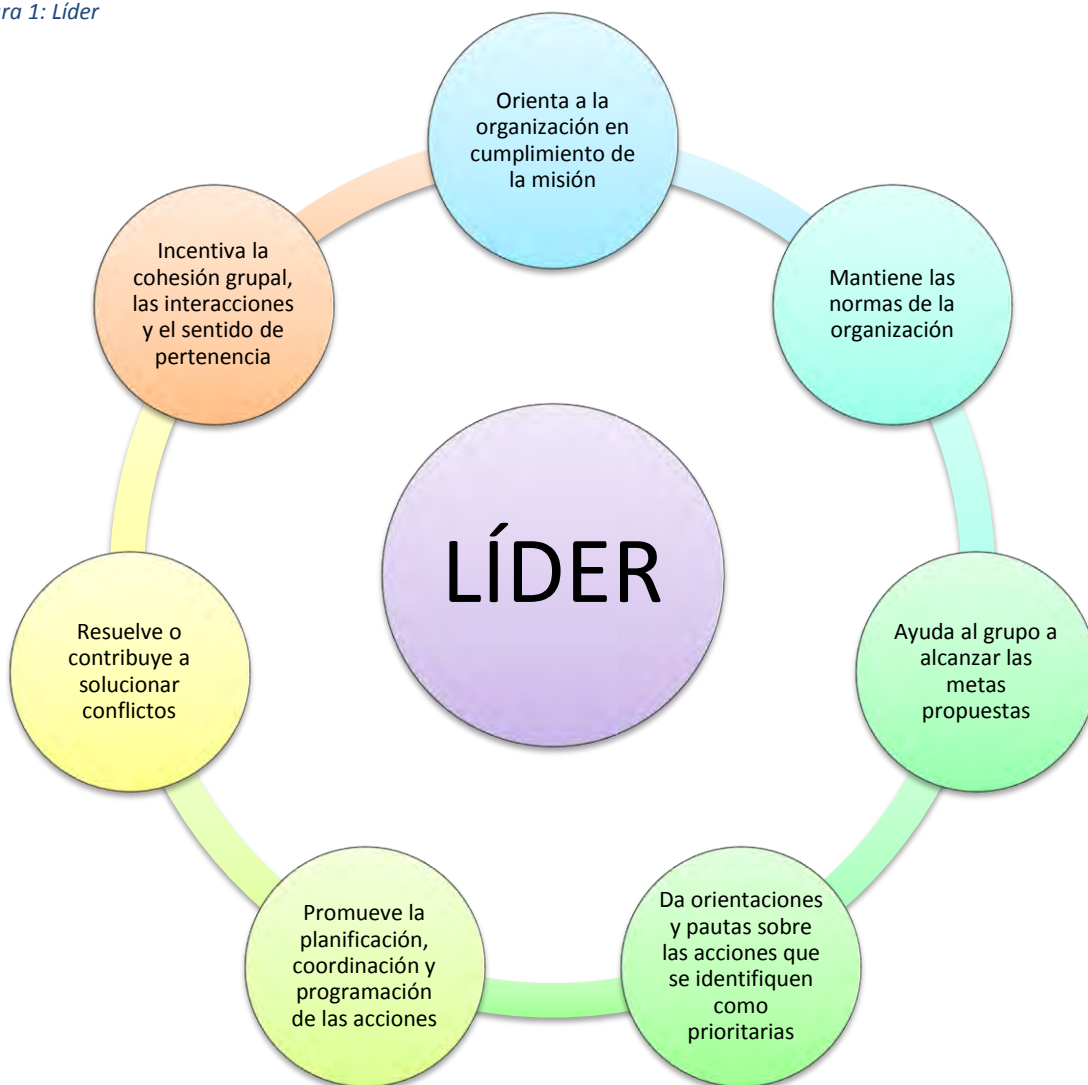 ra 1: Líder
Orienta a la
organización en
cumplimiento de
la misión
Mantiene las
normas de la
organización
Ayuda al grupo a
alcanzar las
metas
propuestas
Da orientaciones
y pautas sobre
las acciones que
se identifiquen
como
prioritarias
Promueve la
planificación,
coordinación y
programación
de las acciones
Resuelve o
contribuye a
solucionar
conflictos
Incentiva la
cohesión grupal,
las interacciones
y el sentido de
pertenencia
LÍDER